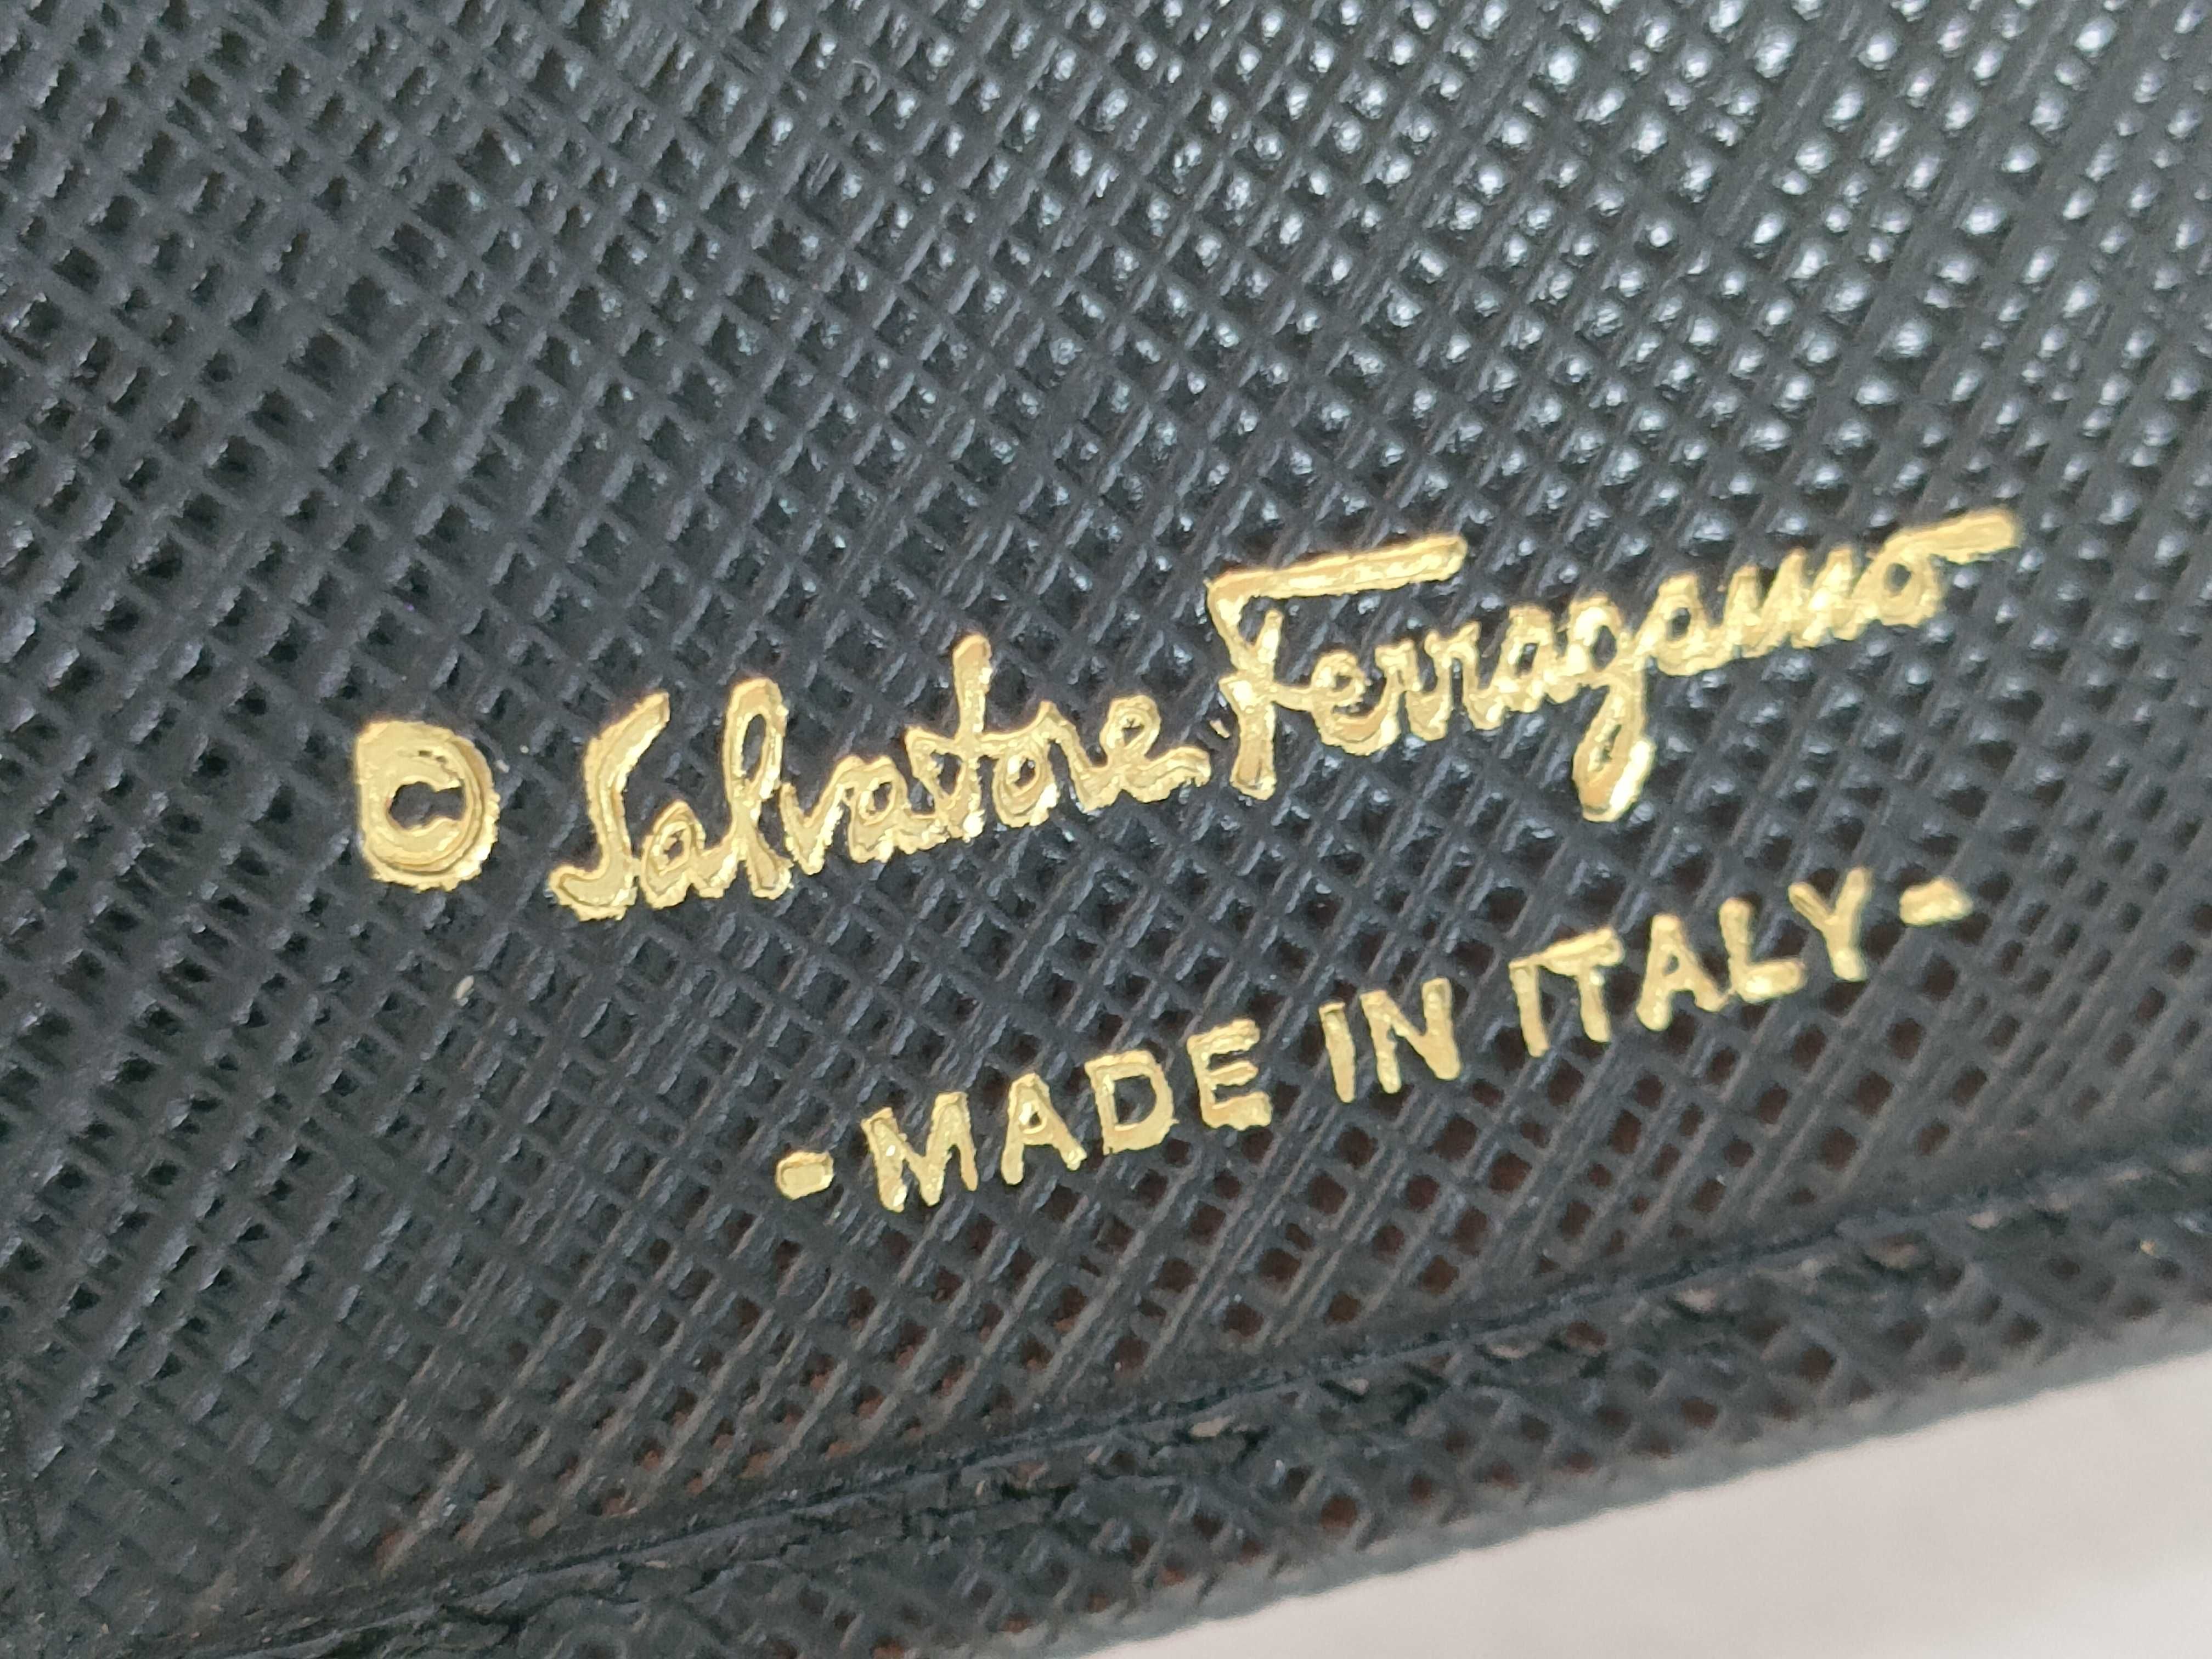 © Salvatore Ferragamo
-MADE IN ITALY-